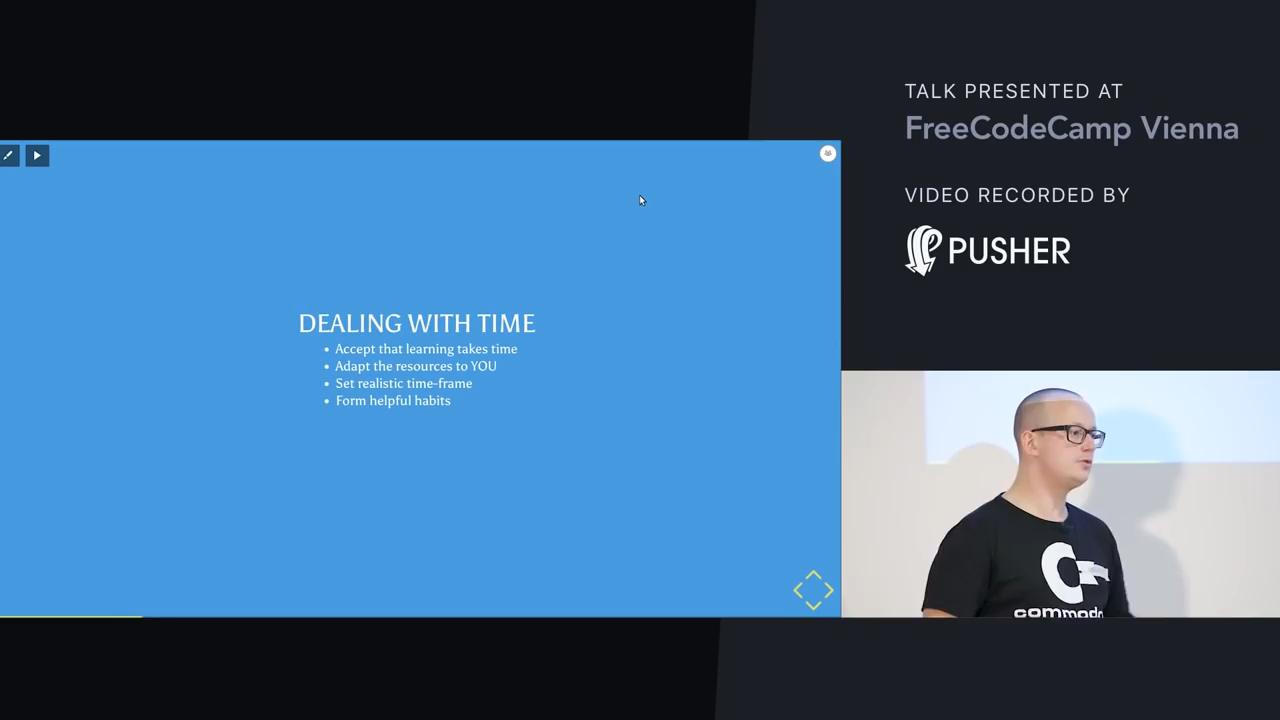 TALK PRESENTED AT
FreeCodeCamp Vienna
VIDEO RECORDED BY
PUSHER
DEALING WITH TIME
• Accept that learning takes time
• Adapt the resources to YOU
• Set realistic time-frame
• Form helpful habits
commodo